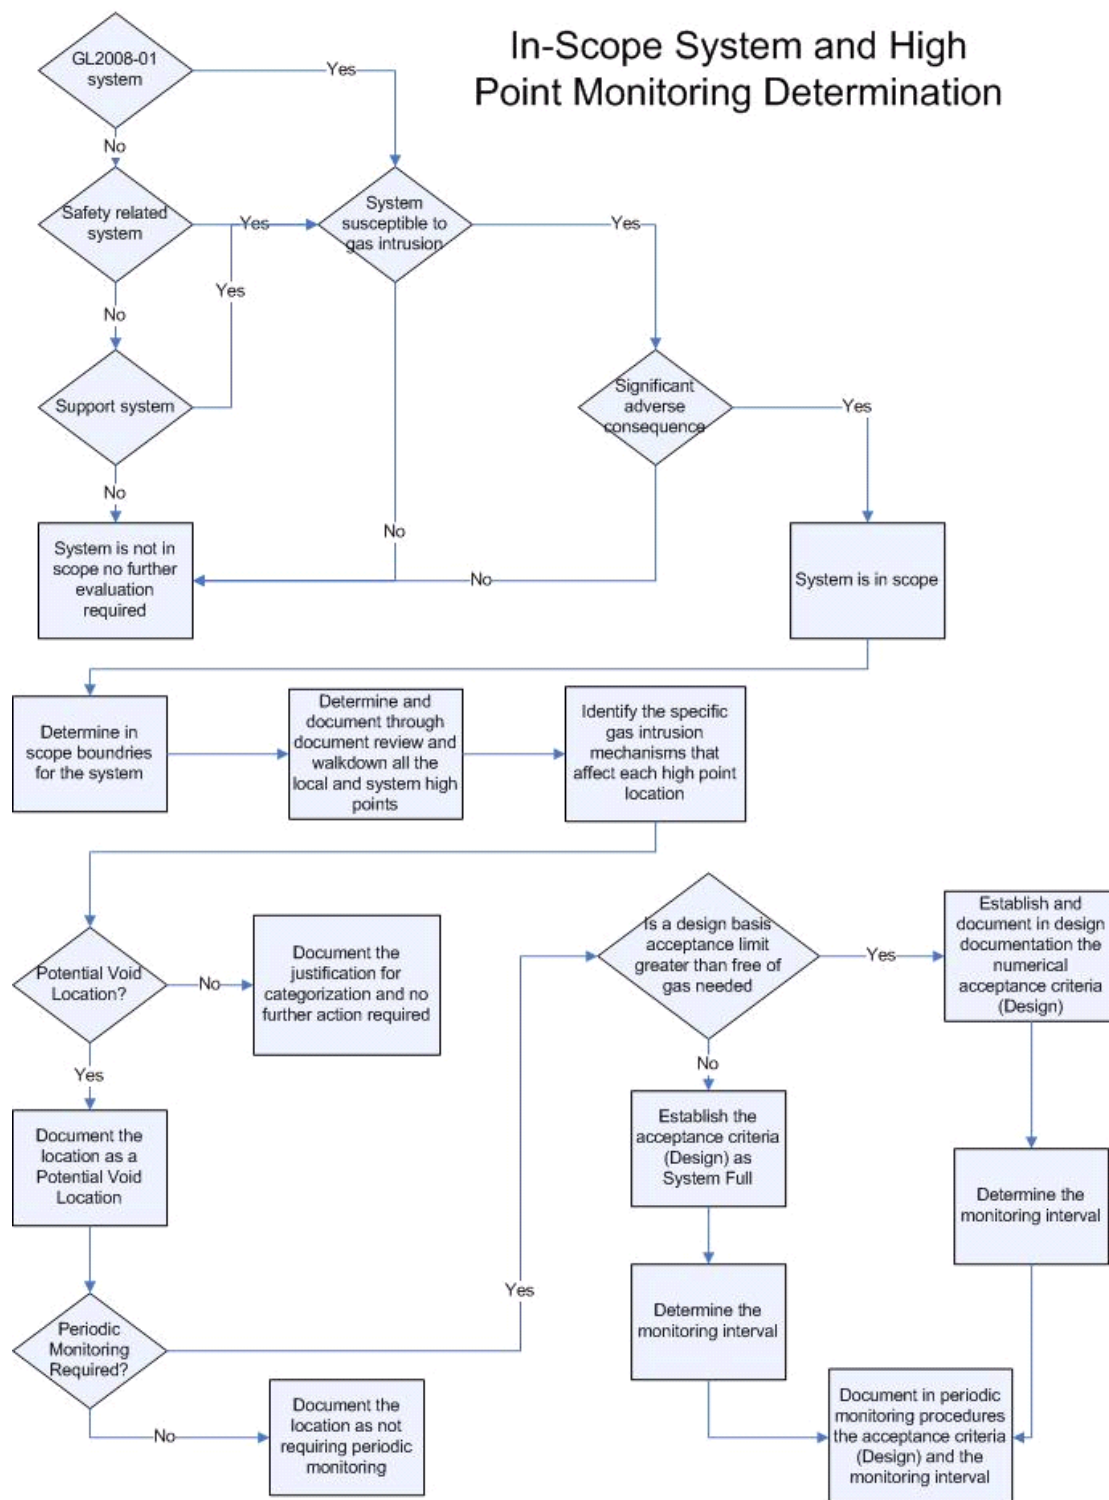 In-Scope System and High
Point Monitoring Determination
GL2008-01
system
Yes
No
Safety related
system
Yes
System
susceptible to
gas intrusion
Yes
Yes
No
Support system
Significant
adverse
consequence
Yes
No
No
System is not in
scope no further
evaluation
required
No
System is in scope
Determine in
scope boundries
for the system
Determine and
document through
document review and
walkdown all the
local and system high
points
Identify the specific
gas intrusion
mechanisms that
affect each high point
location
Potential Void
Location?
No
Document the
justification for
categorization and no
further action required
Is a design basis
acceptance limit
greater than free of
gas needed
Yes
Establish and
document in design
documentation the
numerical
acceptance criteria
(Design)
Yes
No
Document the
location as a
Potential Void
Location
Establish the
acceptance criteria
(Design) as
System Full
Determine the
monitoring interval
Yes
Determine the
monitoring interval
Periodic
Monitoring
Required?
No
Document the
location as not
requiring periodic
monitoring
Document in periodic
monitoring procedures
the acceptance criteria
(Design) and the
monitoring interval